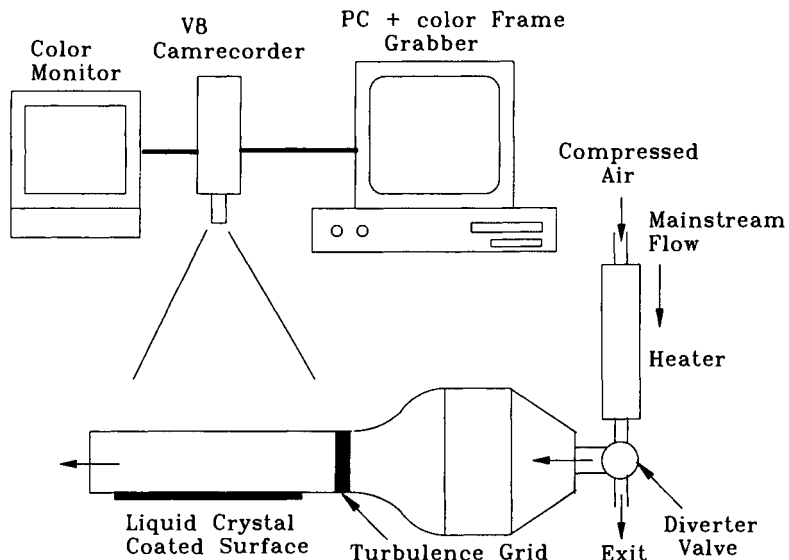 V8
Camrecorder
PC + color Frame
Grabber
Color
Monitor
Compressed
Air
Mainstream
Flow
Heater
Liquid Crystal
Coated Surface
Turbulence Grid
Exit
Diverter
Valve